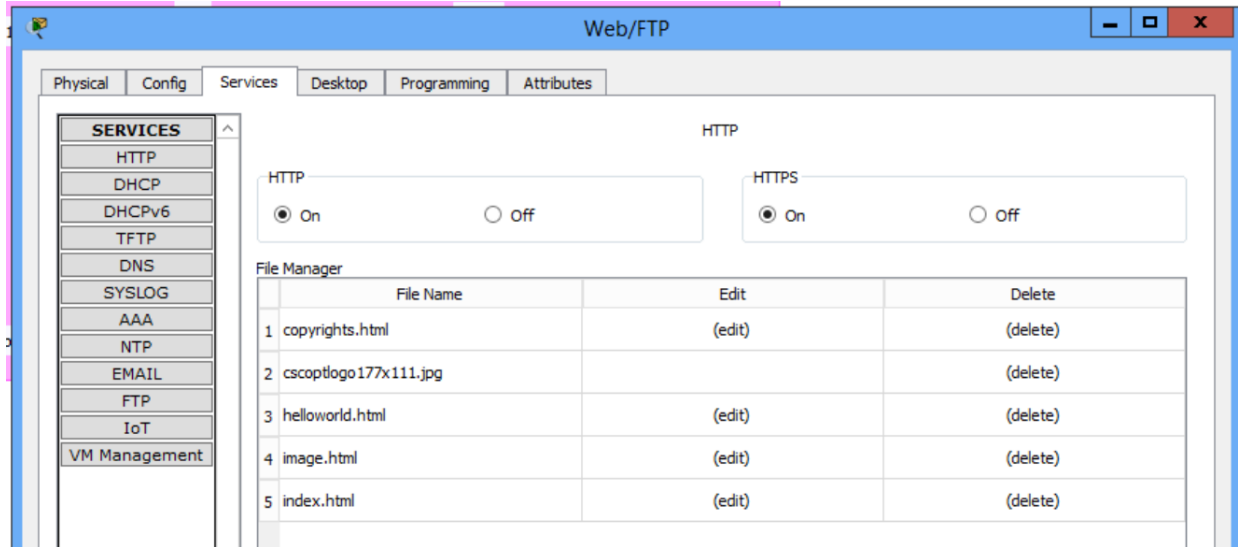 Web/FTP
Physical Config Services Desktop Programming Attributes
SERVICES
HTTP
DHCP
DHCPv6
TFTP
DNS
SYSLOG
AAA
NTP
EMAIL
FTP
IoT
VM Management
HTTP
HTTP
On Off
HTTPS
On Off
File Manager
File Name Edit Delete
1 copyrights.html (edit) (delete)
2 cscoptlogo177x111.jpg (delete)
3 helloworld.html (edit) (delete)
4 image.html (edit) (delete)
5 index.html (edit) (delete)